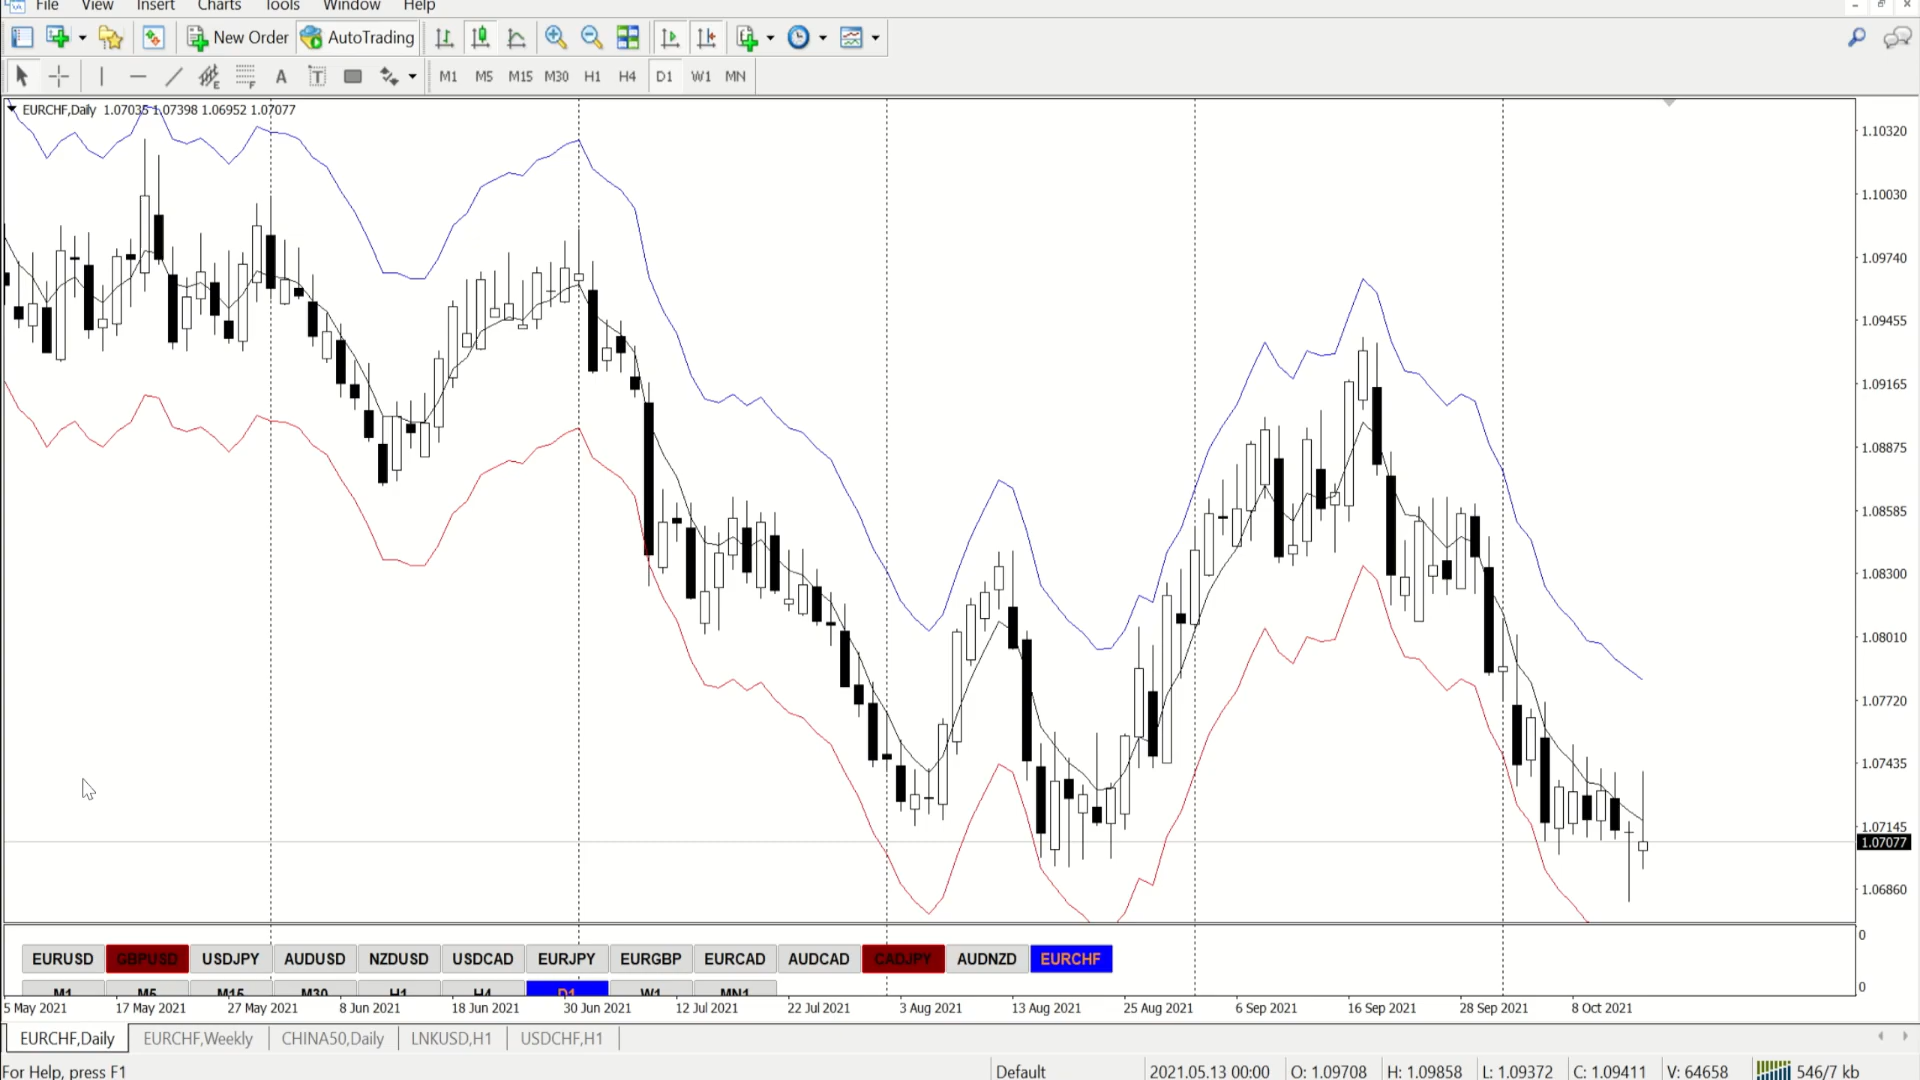 File View Insert Charts Tools Window Help
New Order AutoTrading
A T M1 M5 M15 M30 H1 H4 D1 W1 MN
EURCHF,Daily 1.07035 1.07398 1.06952 1.07077
1.10320
1.10030
1.09740
1.09455
1.09165
1.08875
1.08585
1.08300
1.08010
1.07720
1.07435
1.07145
1.07077
1.06860
0
EURUSD GBPUSD USDJPY AUDUSD NZDUSD USDCAD EURJPY EURGBP EURCAD AUDCAD CADJPY AUDNZD EURCHF
M1 M5 M15 M30 H1 H4 D1 W1 MN1
0
5 May 2021 17 May 2021 27 May 2021 8 Jun 2021 18 Jun 2021 30 Jun 2021 12 Jul 2021 22 Jul 2021 3 Aug 2021 13 Aug 2021 25 Aug 2021 6 Sep 2021 16 Sep 2021 28 Sep 2021 8 Oct 2021
EURCHF,Daily EURCHF,Weekly CHINA50,Daily LNKUSD,H1 USDCHF,H1
For Help, press F1 Default 2021.05.13 00:00 O: 1.09708 H: 1.09858 L: 1.09372 C: 1.09411 V: 64658 546/7 kb